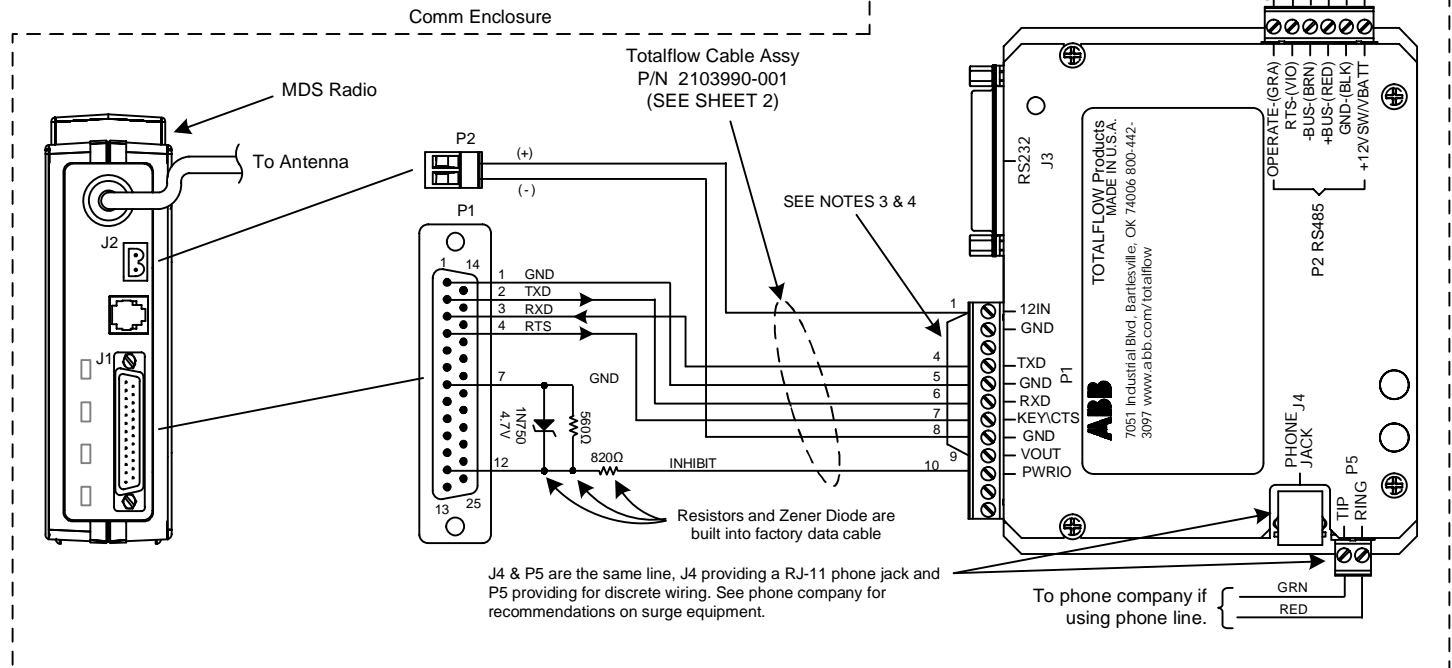 Comm Enclosure
MDS Radio
To Antenna
J2
J1
Totalflow Cable Assy
P/N 2103990-001
(SEE SHEET 2)
P2
(+)
(-)
P1
1
14
1 GND
2 TXD
3 RXD
4 RTS
7
GND
1N750
4.7V
560Ω
820Ω
12
INHIBIT
13
25
Resistors and Zener Diode are
built into factory data cable
SEE NOTES 3 & 4
1
4
5
6
7
8
9
10
12IN
GND
TXD
GND
RXD
KEY\CTS
GND
VOUT
PWRIO
P1
RS232
J3
OPERATE-(GRA)
RTS-(VIO)
-BUS-(BRN)
+BUS-(RED)
GND-(BLK)
+12VSW/VBATT
P2 RS485
TOTALFLOW Products
MADE IN U.S.A.
7051 Industrial Blvd, Bartlesville, OK 74006 800-442-
3097 www.abb.com/totalflow
ABB
PHONE
JACK
J4
P5
TIP
RING
J4 & P5 are the same line, J4 providing a RJ-11 phone jack and
P5 providing for discrete wiring. See phone company for
recommendations on surge equipment.
To phone company if
using phone line.
GRN
RED